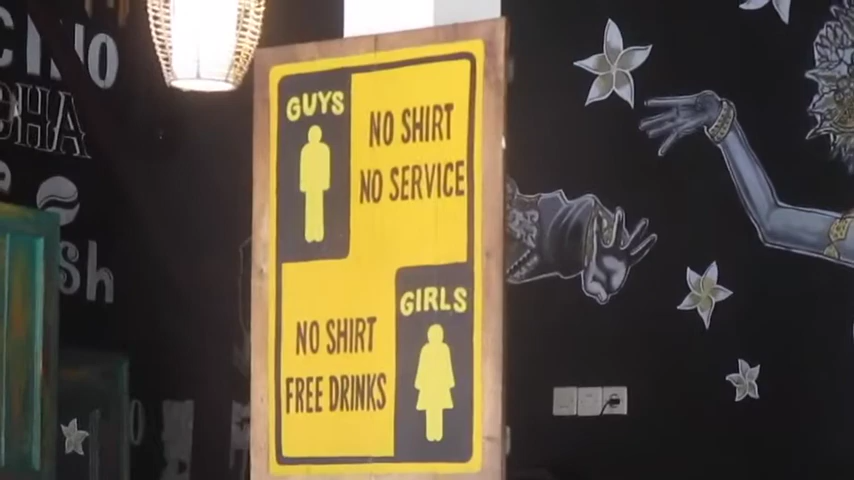 GUYS
NO SHIRT
NO SERVICE
GIRLS
NO SHIRT
FREE DRINKS